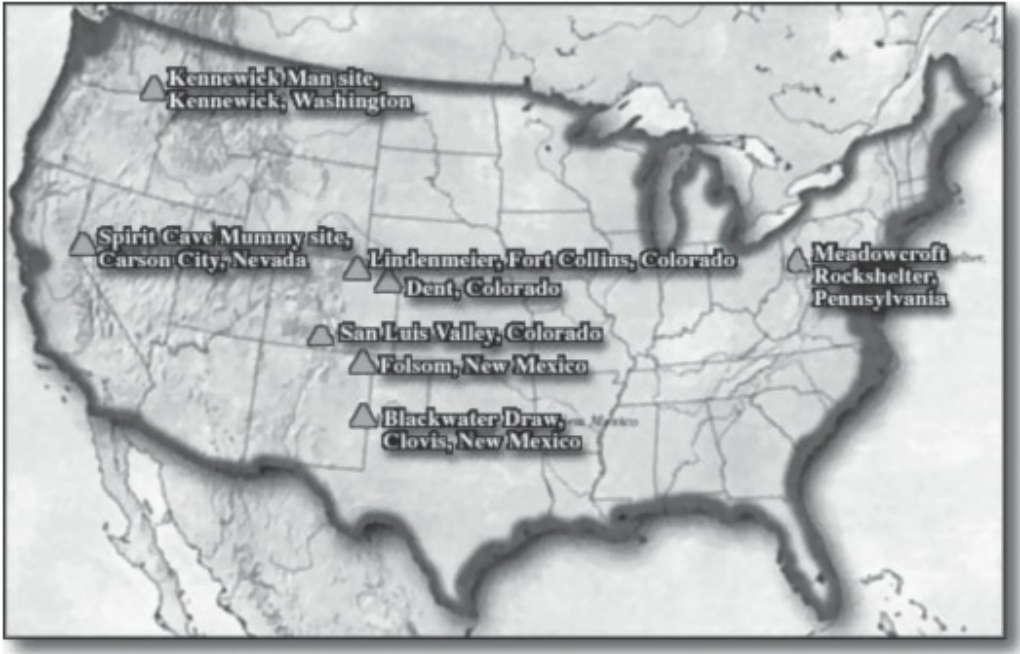 Kennewick Man site,
Kennewick, Washington
Spirit Cave Mummy site,
Carson City, Nevada
Lindenmeier, Fort Collins, Colorado
Dent, Colorado
Meadowcroft
Rockshelter,
Pennsylvania
San Luis Valley, Colorado
Folsom, New Mexico
Blackwater Draw,
Clovis, New Mexico